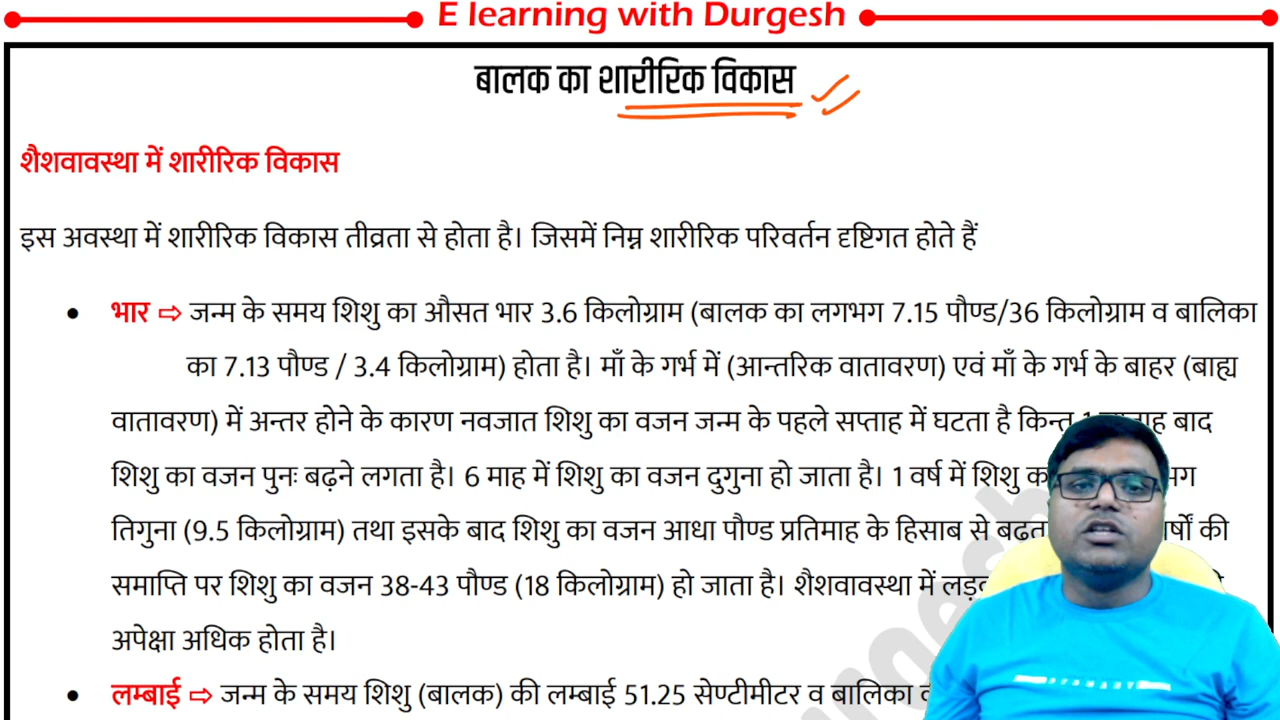 E learning with Durgesh
बालक का शारीरिक विकास
शैशवावस्था में शारीरिक विकास
इस अवस्था में शारीरिक विकास तीव्रता से होता है। जिसमें निम्न शारीरिक परिवर्तन दृष्टिगत होते हैं
• भार ⇨ जन्म के समय शिशु का औसत भार 3.6 किलोग्राम (बालक का लगभग 7.15 पौण्ड/36 किलोग्राम व बालिका
का 7.13 पौण्ड / 3.4 किलोग्राम) होता है। माँ के गर्भ में (आन्तरिक वातावरण) एवं माँ के गर्भ के बाहर (बाह्य
वातावरण) में अन्तर होने के कारण नवजात शिशु का वजन जन्म के पहले सप्ताह में घटता है किन्तु 1 बाद
शिशु का वजन पुनः बढ़ने लगता है। 6 माह में शिशु का वजन दुगुना हो जाता है। 1 वर्ष में शिशु
तिगुना (9.5 किलोग्राम) तथा इसके बाद शिशु का वजन आधा पौण्ड प्रतिमाह के हिसाब से की
समाप्ति पर शिशु का वजन 38-43 पौण्ड (18 किलोग्राम) हो जाता है। शैशवावस्था में
अपेक्षा अधिक होता है।
• लम्बाई ⇨ जन्म के समय शिशु (बालक) की लम्बाई 51.25 सेण्टीमीटर व बालिका